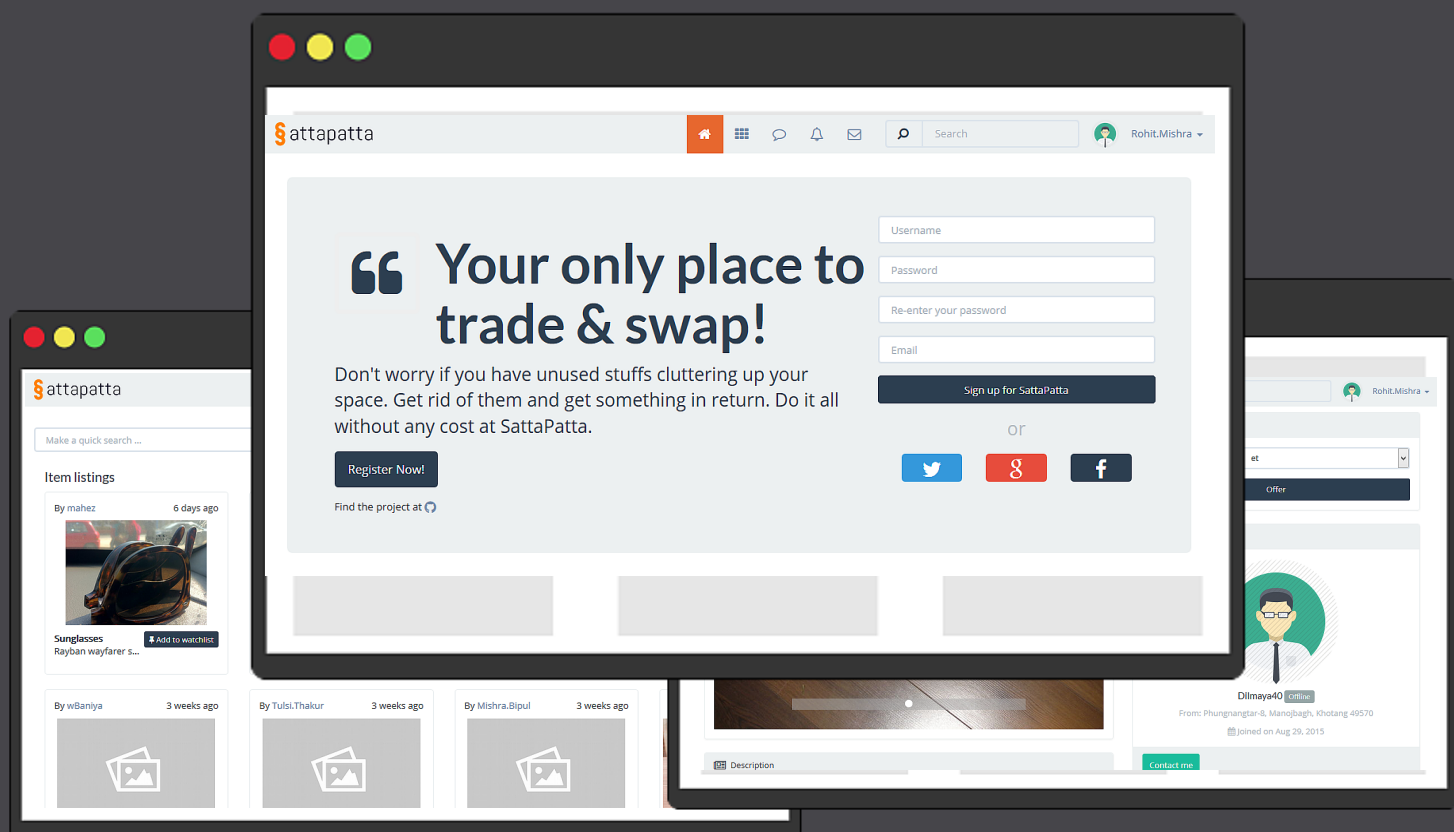 §attapatta
Search
Rohit.Mishra
Your only place to
trade & swap!
Don't worry if you have unused stuffs cluttering up your
space. Get rid of them and get something in return. Do it all
without any cost at SattaPatta.
Register Now!
Find the project at
Username
Password
Re-enter your password
Email
Sign up for SattaPatta
or
§attapatta
Make a quick search ...
Item listings
By mahez 6 days ago
Sunglasses
Add to watchlist
Rayban wayfarer s...
By wBaniya 3 weeks ago
By Tulsi.Thakur 3 weeks ago
By Mishra.Bipul 3 weeks ago
Rohit.Mishra
et
Offer
Dilmaya40 Offline
From: Phungnangtar-8, Manojbagh, Khotang 49570
Joined on Aug 29, 2015
Contact me
Description